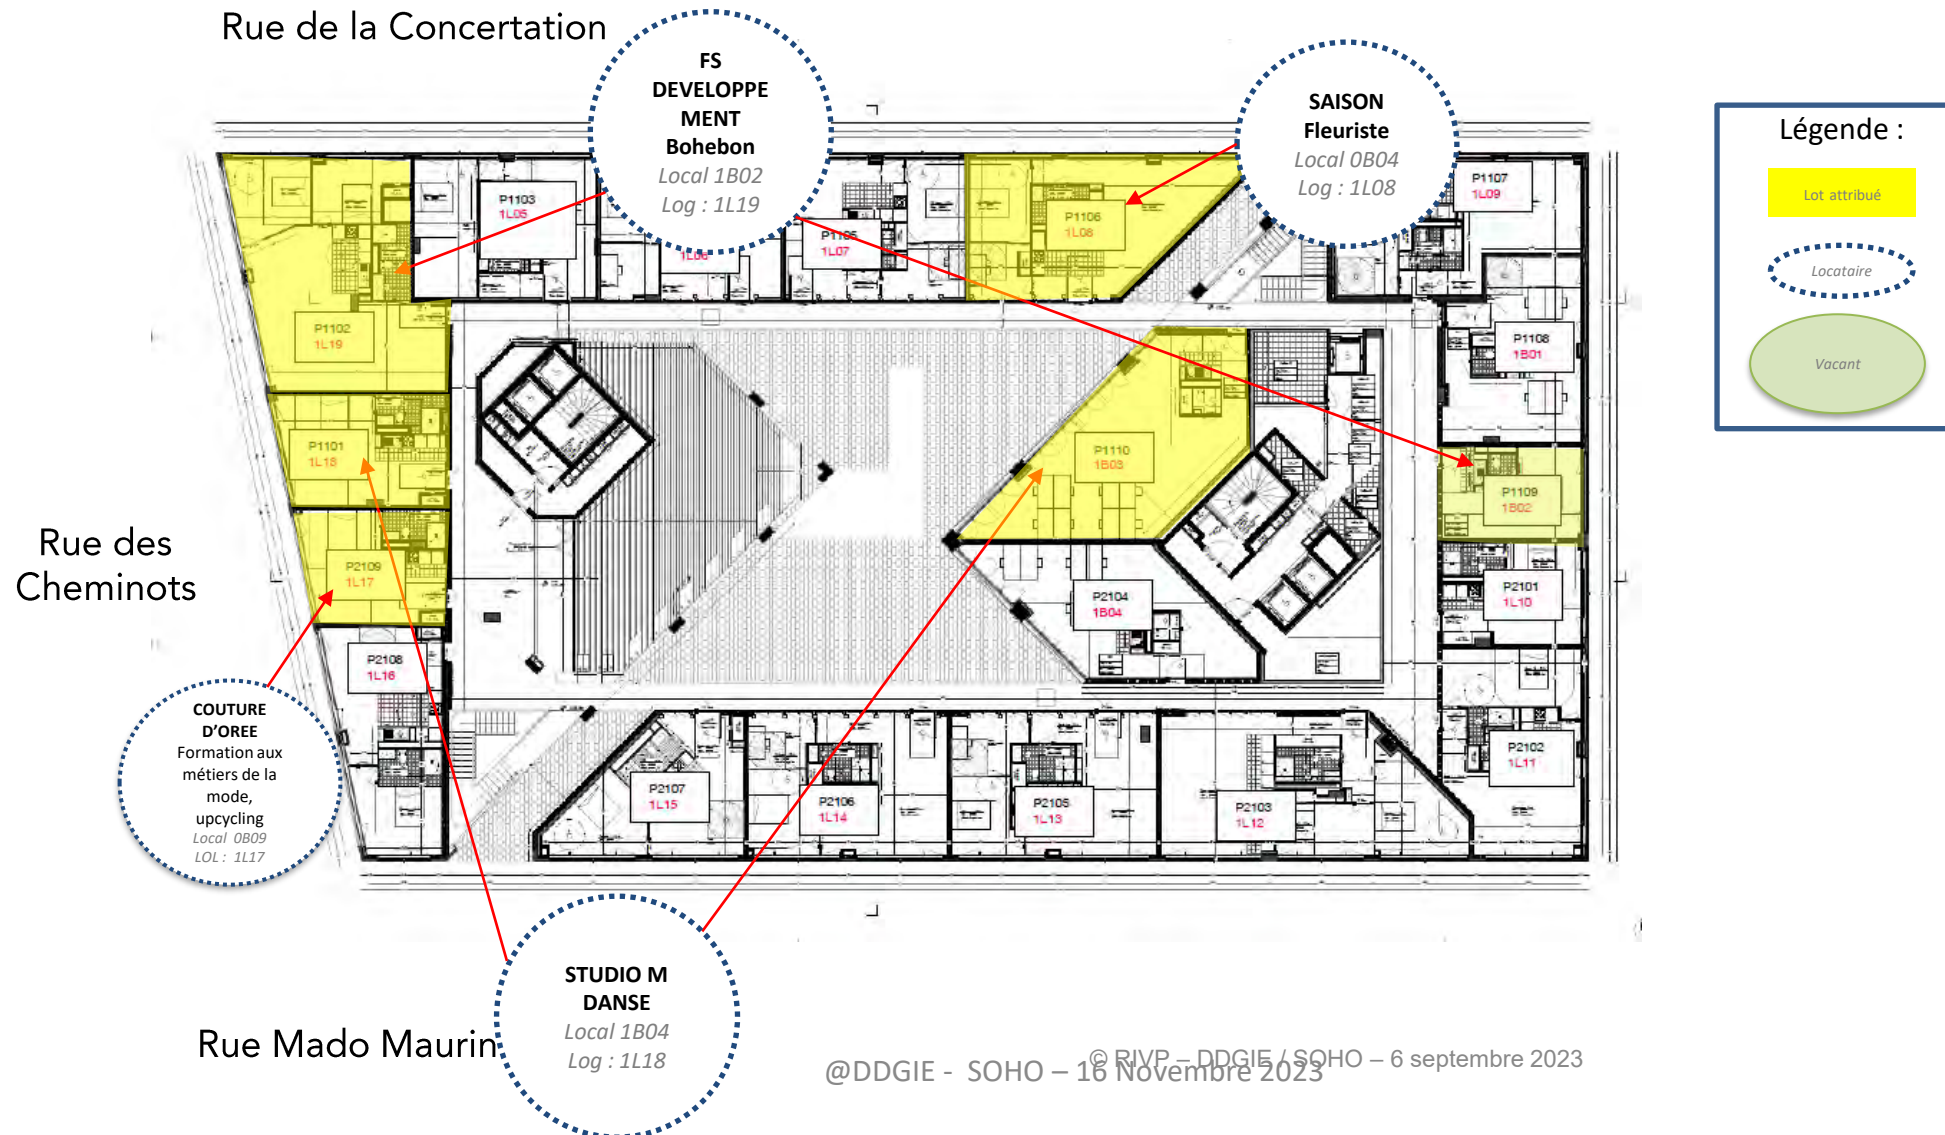 Rue de la Concertation
FS
DEVELOPPE
MENT
Bohebon
Local 1B02
Log : 1L19
SAISON
Fleuriste
Local 0B04
Log : 1L08
Légende :
Lot attribué
Locataire
Vacant
P1103
1L05
1L06
P1105
1L07
P1106
1L08
P1107
1L09
P1102
1L19
P1108
1B01
P1101
1L18
P1110
1B03
P1109
1B02
Rue des
Cheminots
P2109
1L17
P2104
1B04
P2101
1L10
P2108
1L16
COUTURE
D'OREE
Formation aux
métiers de la
mode,
upcycling
Local 0B09
LOL : 1L17
P2107
1L15
P2106
1L14
P2105
1L13
P2103
1L12
P2102
1L11
STUDIO M
DANSE
Local 1B04
Log : 1L18
Rue Mado Maurin
@DDGIE - SOHO – 16 Novembre 2023
© RIVP – DDGIE / SOHO – 6 septembre 2023